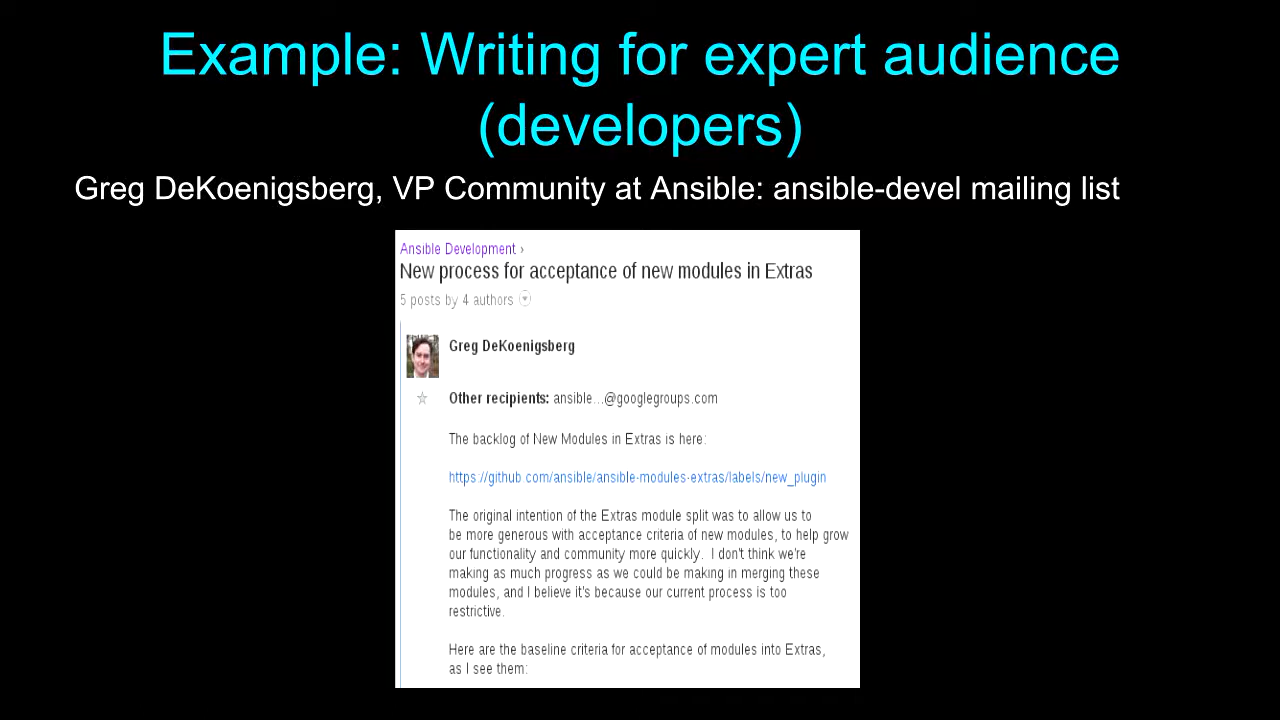 Example: Writing for expert audience
(developers)
Greg DeKoenigsberg, VP Community at Ansible: ansible-devel mailing list
Ansible Development ›
New process for acceptance of new modules in Extras
5 posts by 4 authors
Greg DeKoenigsberg
Other recipients: ansible...@googlegroups.com
The backlog of New Modules in Extras is here:
https://github.com/ansible/ansible-modules-extras/labels/new_plugin
The original intention of the Extras module split was to allow us to
be more generous with acceptance criteria of new modules, to help grow
our functionality and community more quickly.  I don't think we're
making as much progress as we could be making in merging these
modules, and I believe it's because our current process is too
restrictive.
Here are the baseline criteria for acceptance of modules into Extras,
as I see them: